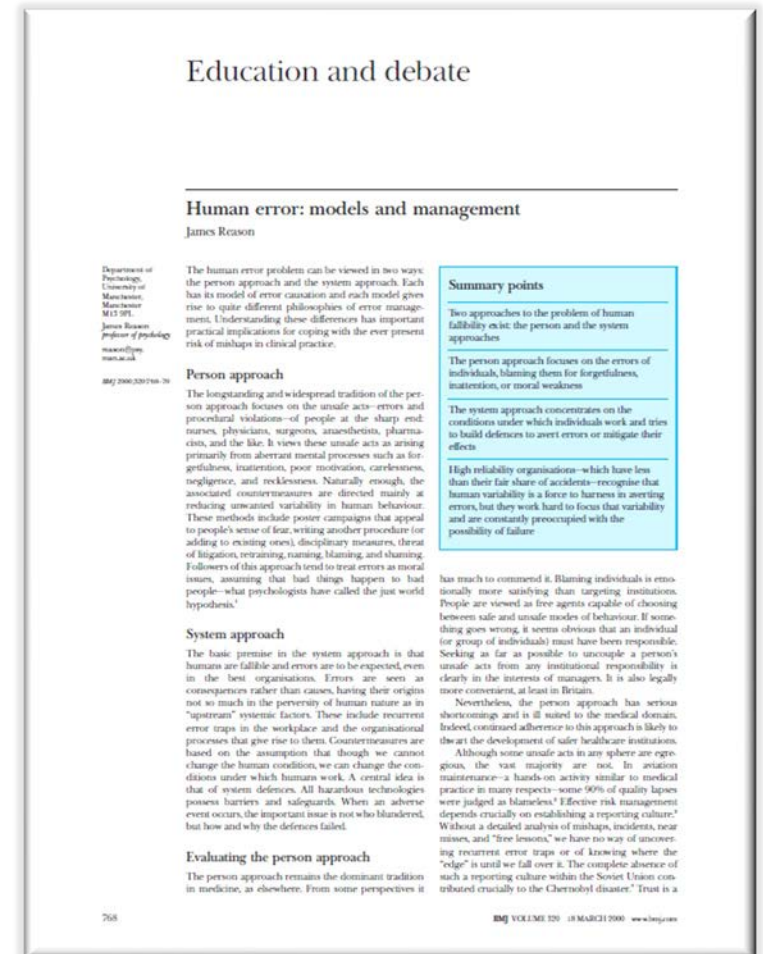 Education and debate
Human error: models and management
James Reason
Department of
Psychology,
University of
Manchester,
Manchester
M13 9PL
James Reason
professor of psychology
reason@psy.
man.ac.uk
BMJ 2000;320:768–70
The human error problem can be viewed in two ways:
the person approach and the system approach. Each
has its model of error causation and each model gives
rise to quite different philosophies of error manage-
ment. Understanding these differences has important
practical implications for coping with the ever present
risk of mishaps in clinical practice.
Person approach
The longstanding and widespread tradition of the per-
son approach focuses on the unsafe acts—errors and
procedural violations—of people at the sharp end:
nurses, physicians, surgeons, anaesthetists, pharma-
cists, and the like. It views these unsafe acts as arising
primarily from aberrant mental processes such as for-
getfulness, inattention, poor motivation, carelessness,
negligence, and recklessness. Naturally enough, the
associated countermeasures are directed mainly at
reducing unwanted variability in human behaviour.
These methods include poster campaigns that appeal
to people's sense of fear, writing another procedure (or
adding to existing ones), disciplinary measures, threat
of litigation, retraining, naming, blaming, and shaming.
Followers of this approach tend to treat errors as moral
issues, assuming that bad things happen to bad
people—what psychologists have called the just world
hypothesis.¹
System approach
The basic premise in the system approach is that
humans are fallible and errors are to be expected, even
in the best organisations. Errors are seen as
consequences rather than causes, having their origins
not so much in the perversity of human nature as in
"upstream" systemic factors. These include recurrent
error traps in the workplace and the organisational
processes that give rise to them. Countermeasures are
based on the assumption that though we cannot
change the human condition, we can change the con-
ditions under which humans work. A central idea is
that of system defences. All hazardous technologies
possess barriers and safeguards. When an adverse
event occurs, the important issue is not who blundered,
but how and why the defences failed.
Evaluating the person approach
The person approach remains the dominant tradition
in medicine, as elsewhere. From some perspectives it
Summary points
Two approaches to the problem of human
fallibility exist: the person and the system
approaches
The person approach focuses on the errors of
individuals, blaming them for forgetfulness,
inattention, or moral weakness
The system approach concentrates on the
conditions under which individuals work and tries
to build defences to avert errors or mitigate their
effects
High reliability organisations—which have less
than their fair share of accidents—recognise that
human variability is a force to harness in averting
errors, but they work hard to focus that variability
and are constantly preoccupied with the
possibility of failure
has much to commend it. Blaming individuals is emo-
tionally more satisfying than targeting institutions.
People are viewed as free agents capable of choosing
between safe and unsafe modes of behaviour. If some-
thing goes wrong, it seems obvious that an individual
(or group of individuals) must have been responsible.
Seeking as far as possible to uncouple a person's
unsafe acts from any institutional responsibility is
clearly in the interests of managers. It is also legally
more convenient, at least in Britain.
Nevertheless, the person approach has serious
shortcomings and is ill suited to the medical domain.
Indeed, continued adherence to this approach is likely to
thwart the development of safer healthcare institutions.
Although some unsafe acts in any sphere are egre-
gious, the vast majority are not. In aviation
maintenance—a hands-on activity similar to medical
practice in many respects—some 90% of quality lapses
were judged as blameless.² Effective risk management
depends crucially on establishing a reporting culture.³
Without a detailed analysis of mishaps, incidents, near
misses, and "free lessons," we have no way of uncover-
ing recurrent error traps or of knowing where the
"edge" is until we fall over it. The complete absence of
such a reporting culture within the Soviet Union con-
tributed crucially to the Chernobyl disaster.⁴ Trust is a
768
BMJ VOLUME 320 18 MARCH 2000 www.bmj.com